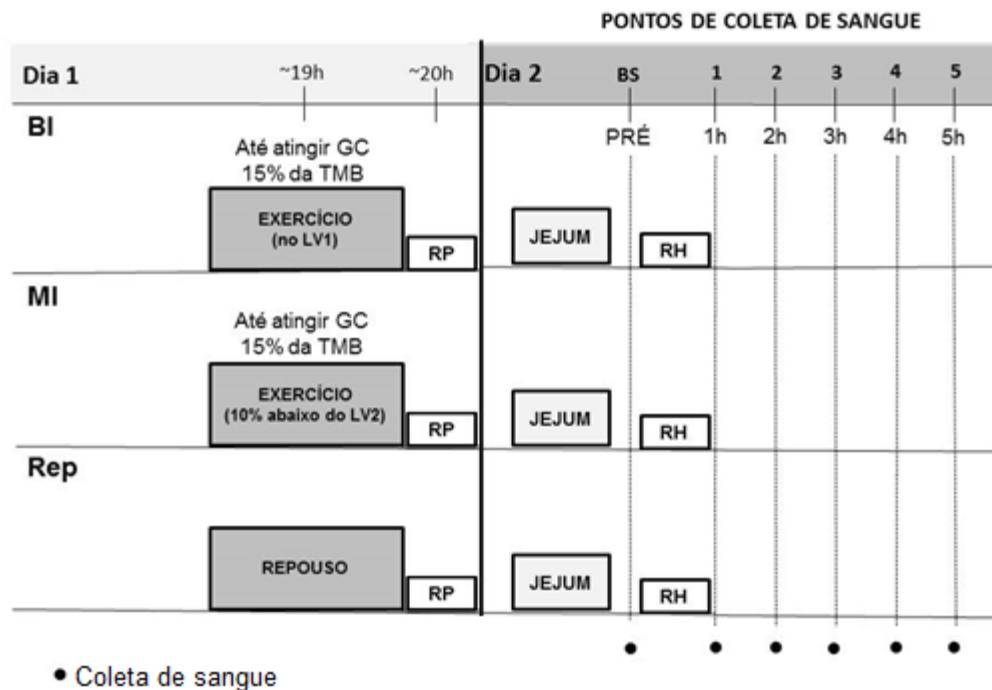 PONTOS DE COLETA DE SANGUE
Dia 1 ~19h ~20h Dia 2 BS 1 2 3 4 5
BI PRÉ 1h 2h 3h 4h 5h
Até atingir GC
15% da TMB
EXERCÍCIO
(no LV1)
RP JEJUM RH
MI
Até atingir GC
15% da TMB
EXERCÍCIO
(10% abaixo do LV2)
RP JEJUM RH
Rep
REPOUSO
RP JEJUM RH
• Coleta de sangue